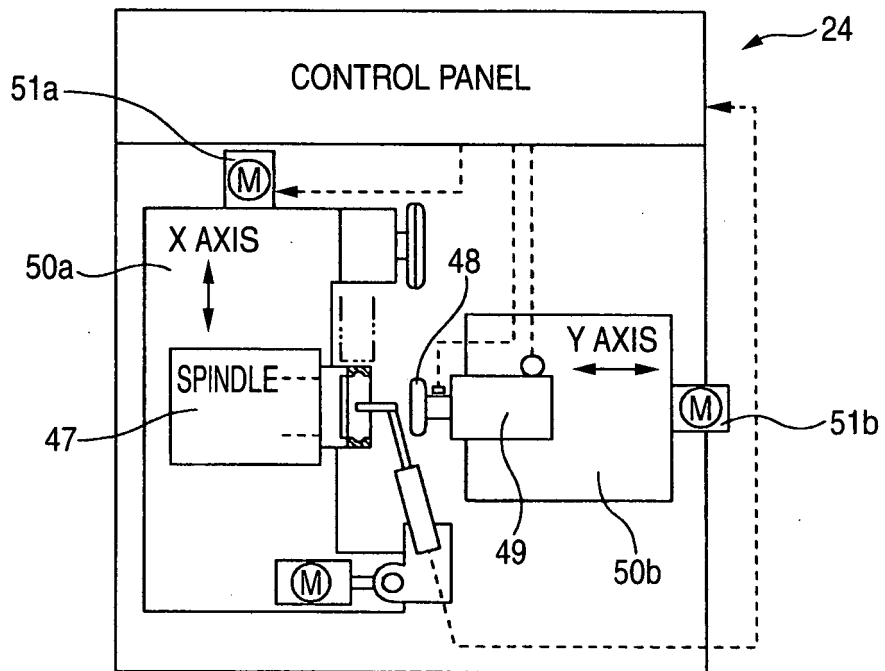 24
CONTROL PANEL
51a
M
X AXIS
50a
48
Y AXIS
SPINDLE
M
47
51b
49
50b
M